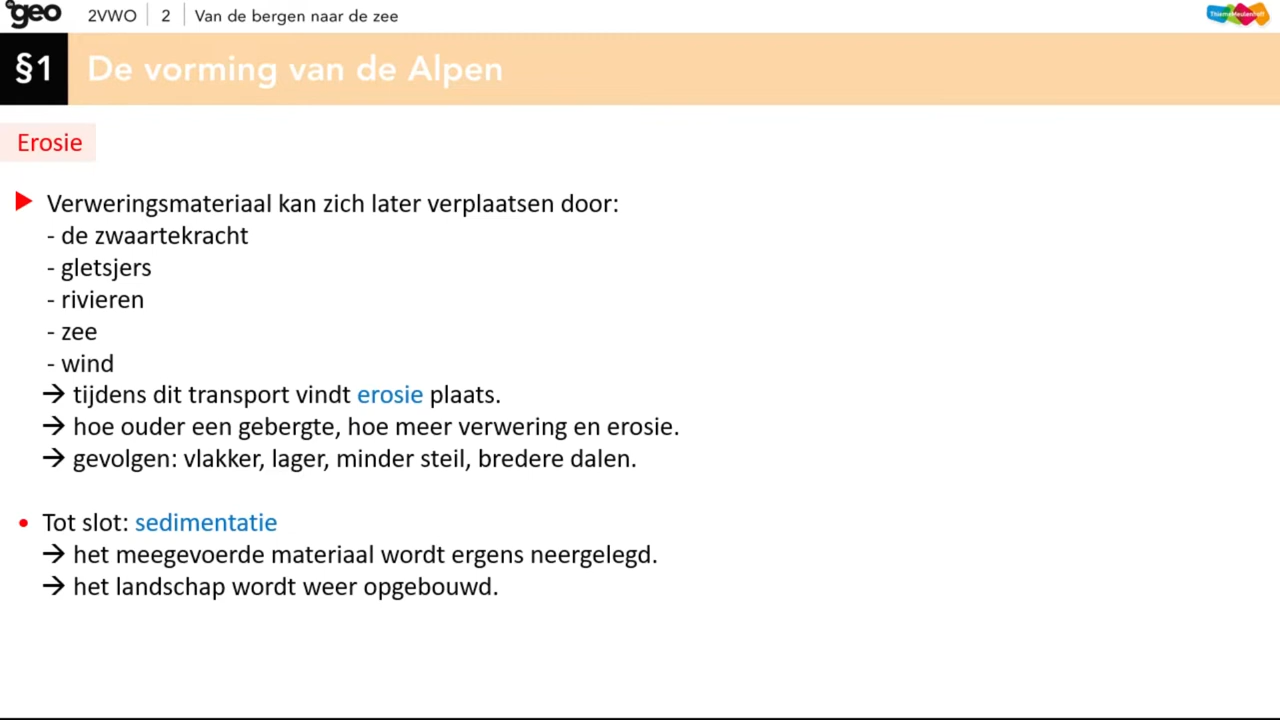 geo 2VWO 2 Van de bergen naar de zee ThiemeMeulenhoff
§1 De vorming van de Alpen
Erosie
Verweringsmateriaal kan zich later verplaatsen door:
- de zwaartekracht
- gletsjers
- rivieren
- zee
- wind
→ tijdens dit transport vindt erosie plaats.
→ hoe ouder een gebergte, hoe meer verwering en erosie.
→ gevolgen: vlakker, lager, minder steil, bredere dalen.
• Tot slot: sedimentatie
→ het meegevoerde materiaal wordt ergens neergelegd.
→ het landschap wordt weer opgebouwd.